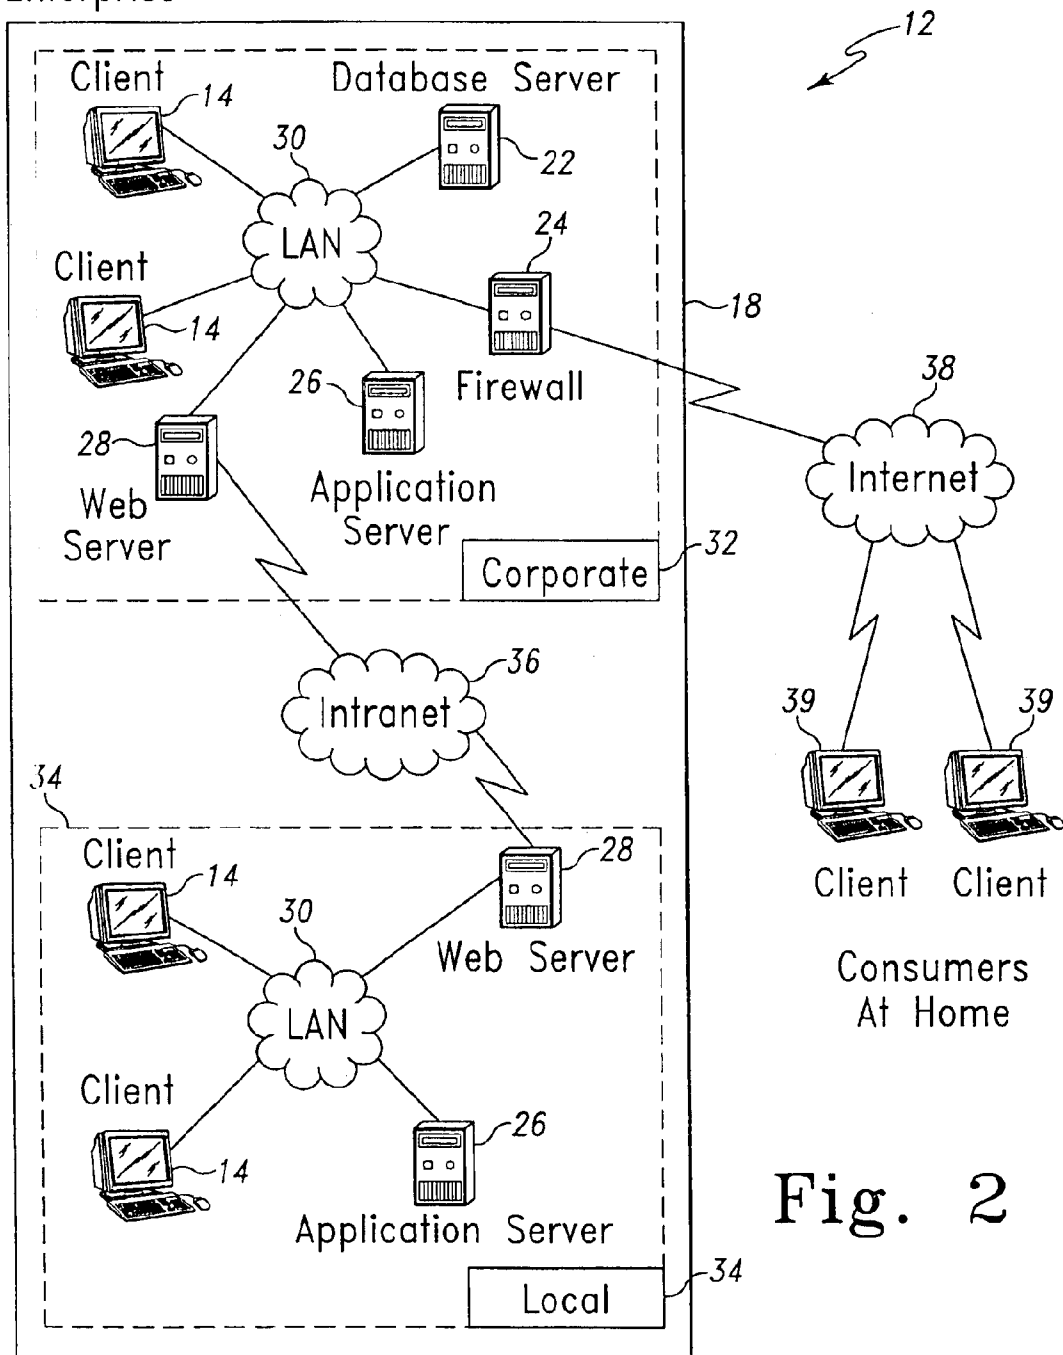 12
Client
14
Database Server
30
22
LAN
Client
24
14
18
26
Firewall
38
28
Internet
Web
Server
Application
Server
32
Corporate
36
Intranet
39
39
34
Client
14
28
Client
Client
30
Web Server
LAN
Consumers
At Home
Client
26
14
Application Server
Fig. 2
34
Local